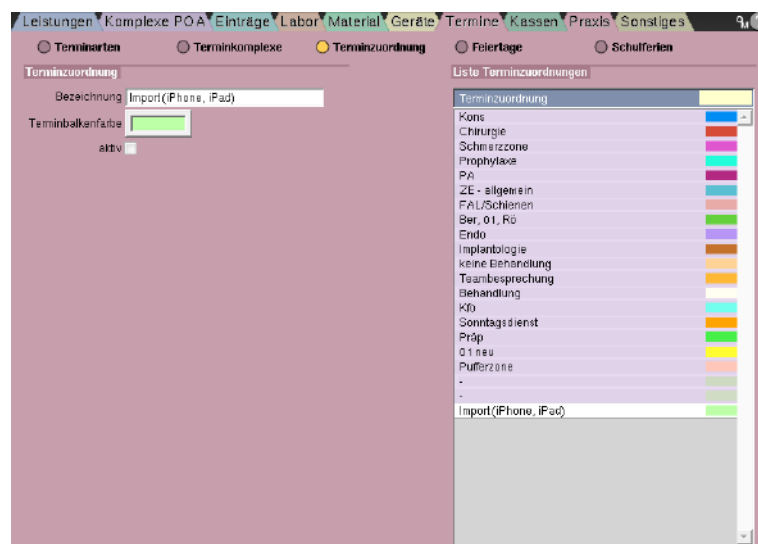 Leistungen Komplexe POA Einträge Labor Material Geräte Termine Kassen Praxis Sonstiges
Terminarten Terminkomplexe Terminzuordnung Feiertage Schulferien
Terminzuordnung
Bezeichnung Import(iPhone, iPad)
Terminbalkenfarbe
aktiv
Liste Terminzuordnungen
Terminzuordnung
Kons
Chirurgie
Schmerzzone
Prophylaxe
PA
ZE - allgemein
FAL/Schienen
Ber, 01, Rö
Endo
Implantologie
keine Behandlung
Teambesprechung
Behandlung
Kfo
Sonntagsdienst
Präp
01 neu
Pufferzone
-
-
Import(iPhone, iPad)